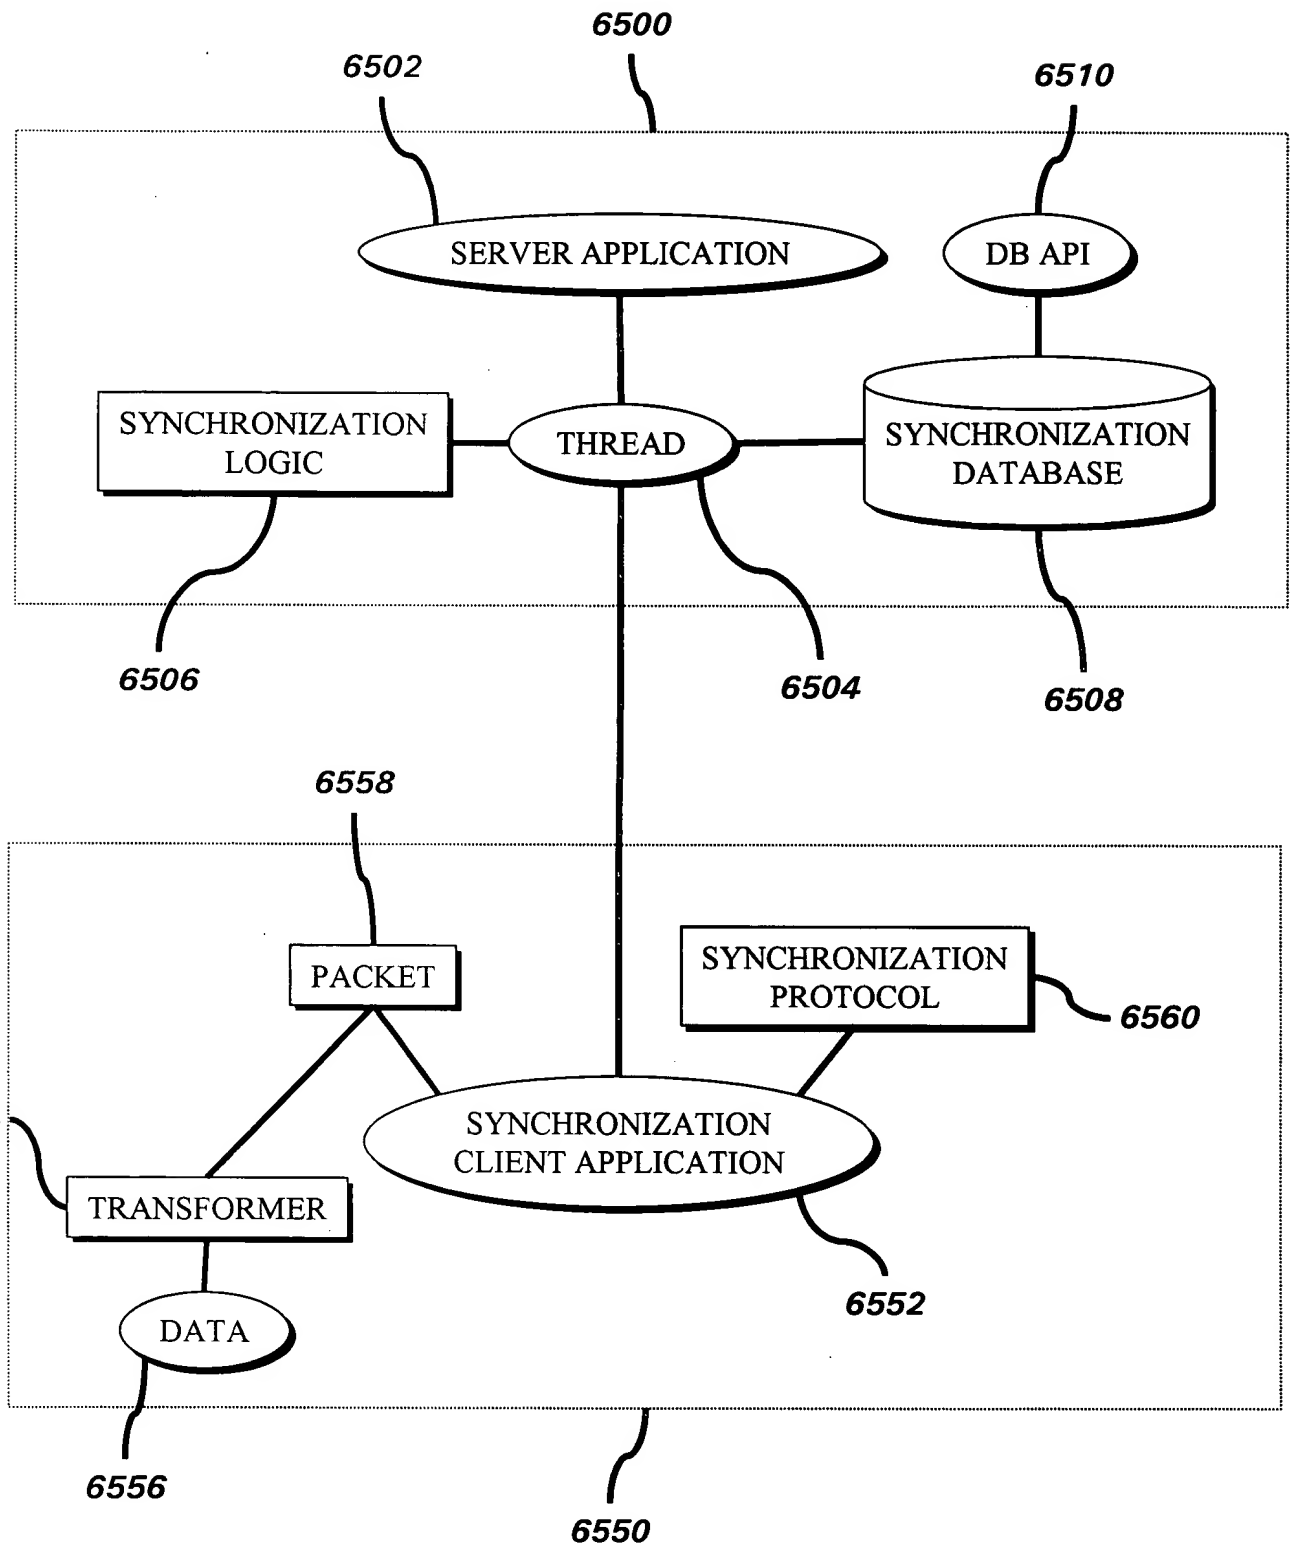 6500
6502
6510
SERVER APPLICATION
DB API
SYNCHRONIZATION
LOGIC
THREAD
SYNCHRONIZATION
DATABASE
6506
6504
6508
6558
PACKET
SYNCHRONIZATION
PROTOCOL
6560
SYNCHRONIZATION
CLIENT APPLICATION
TRANSFORMER
6552
DATA
6556
6550